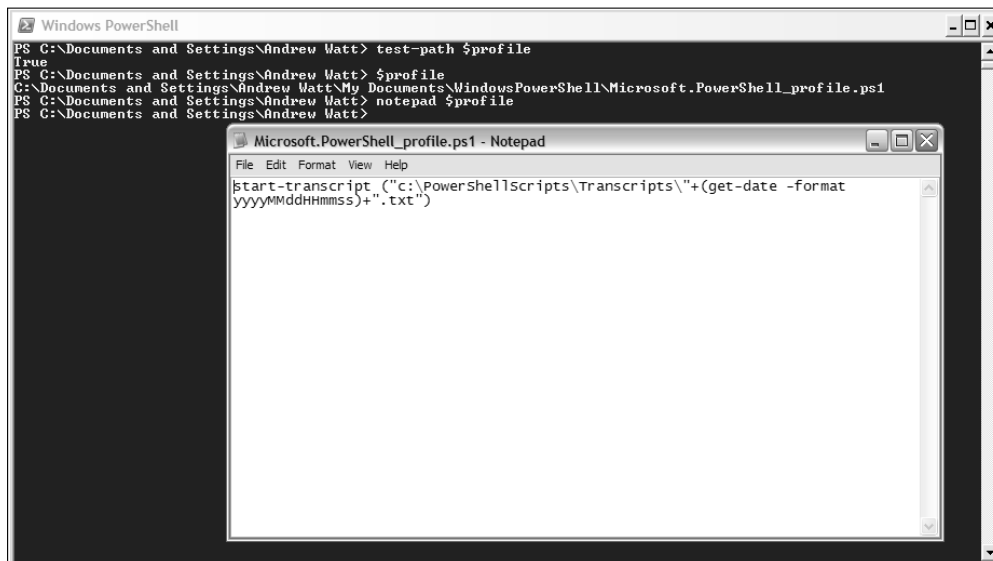 Windows PowerShell
PS C:\Documents and Settings\Andrew Watt> test-path $profile
True
PS C:\Documents and Settings\Andrew Watt> $profile
C:\Documents and Settings\Andrew Watt\My Documents\WindowsPowerShell\Microsoft.PowerShell_profile.ps1
PS C:\Documents and Settings\Andrew Watt> notepad $profile
PS C:\Documents and Settings\Andrew Watt>
Microsoft.PowerShell_profile.ps1 - Notepad
File Edit Format View Help
start-transcript ("c:\PowerShellScripts\Transcripts\"+(get-date -format
yyyyMMddHHmmss)+".txt")